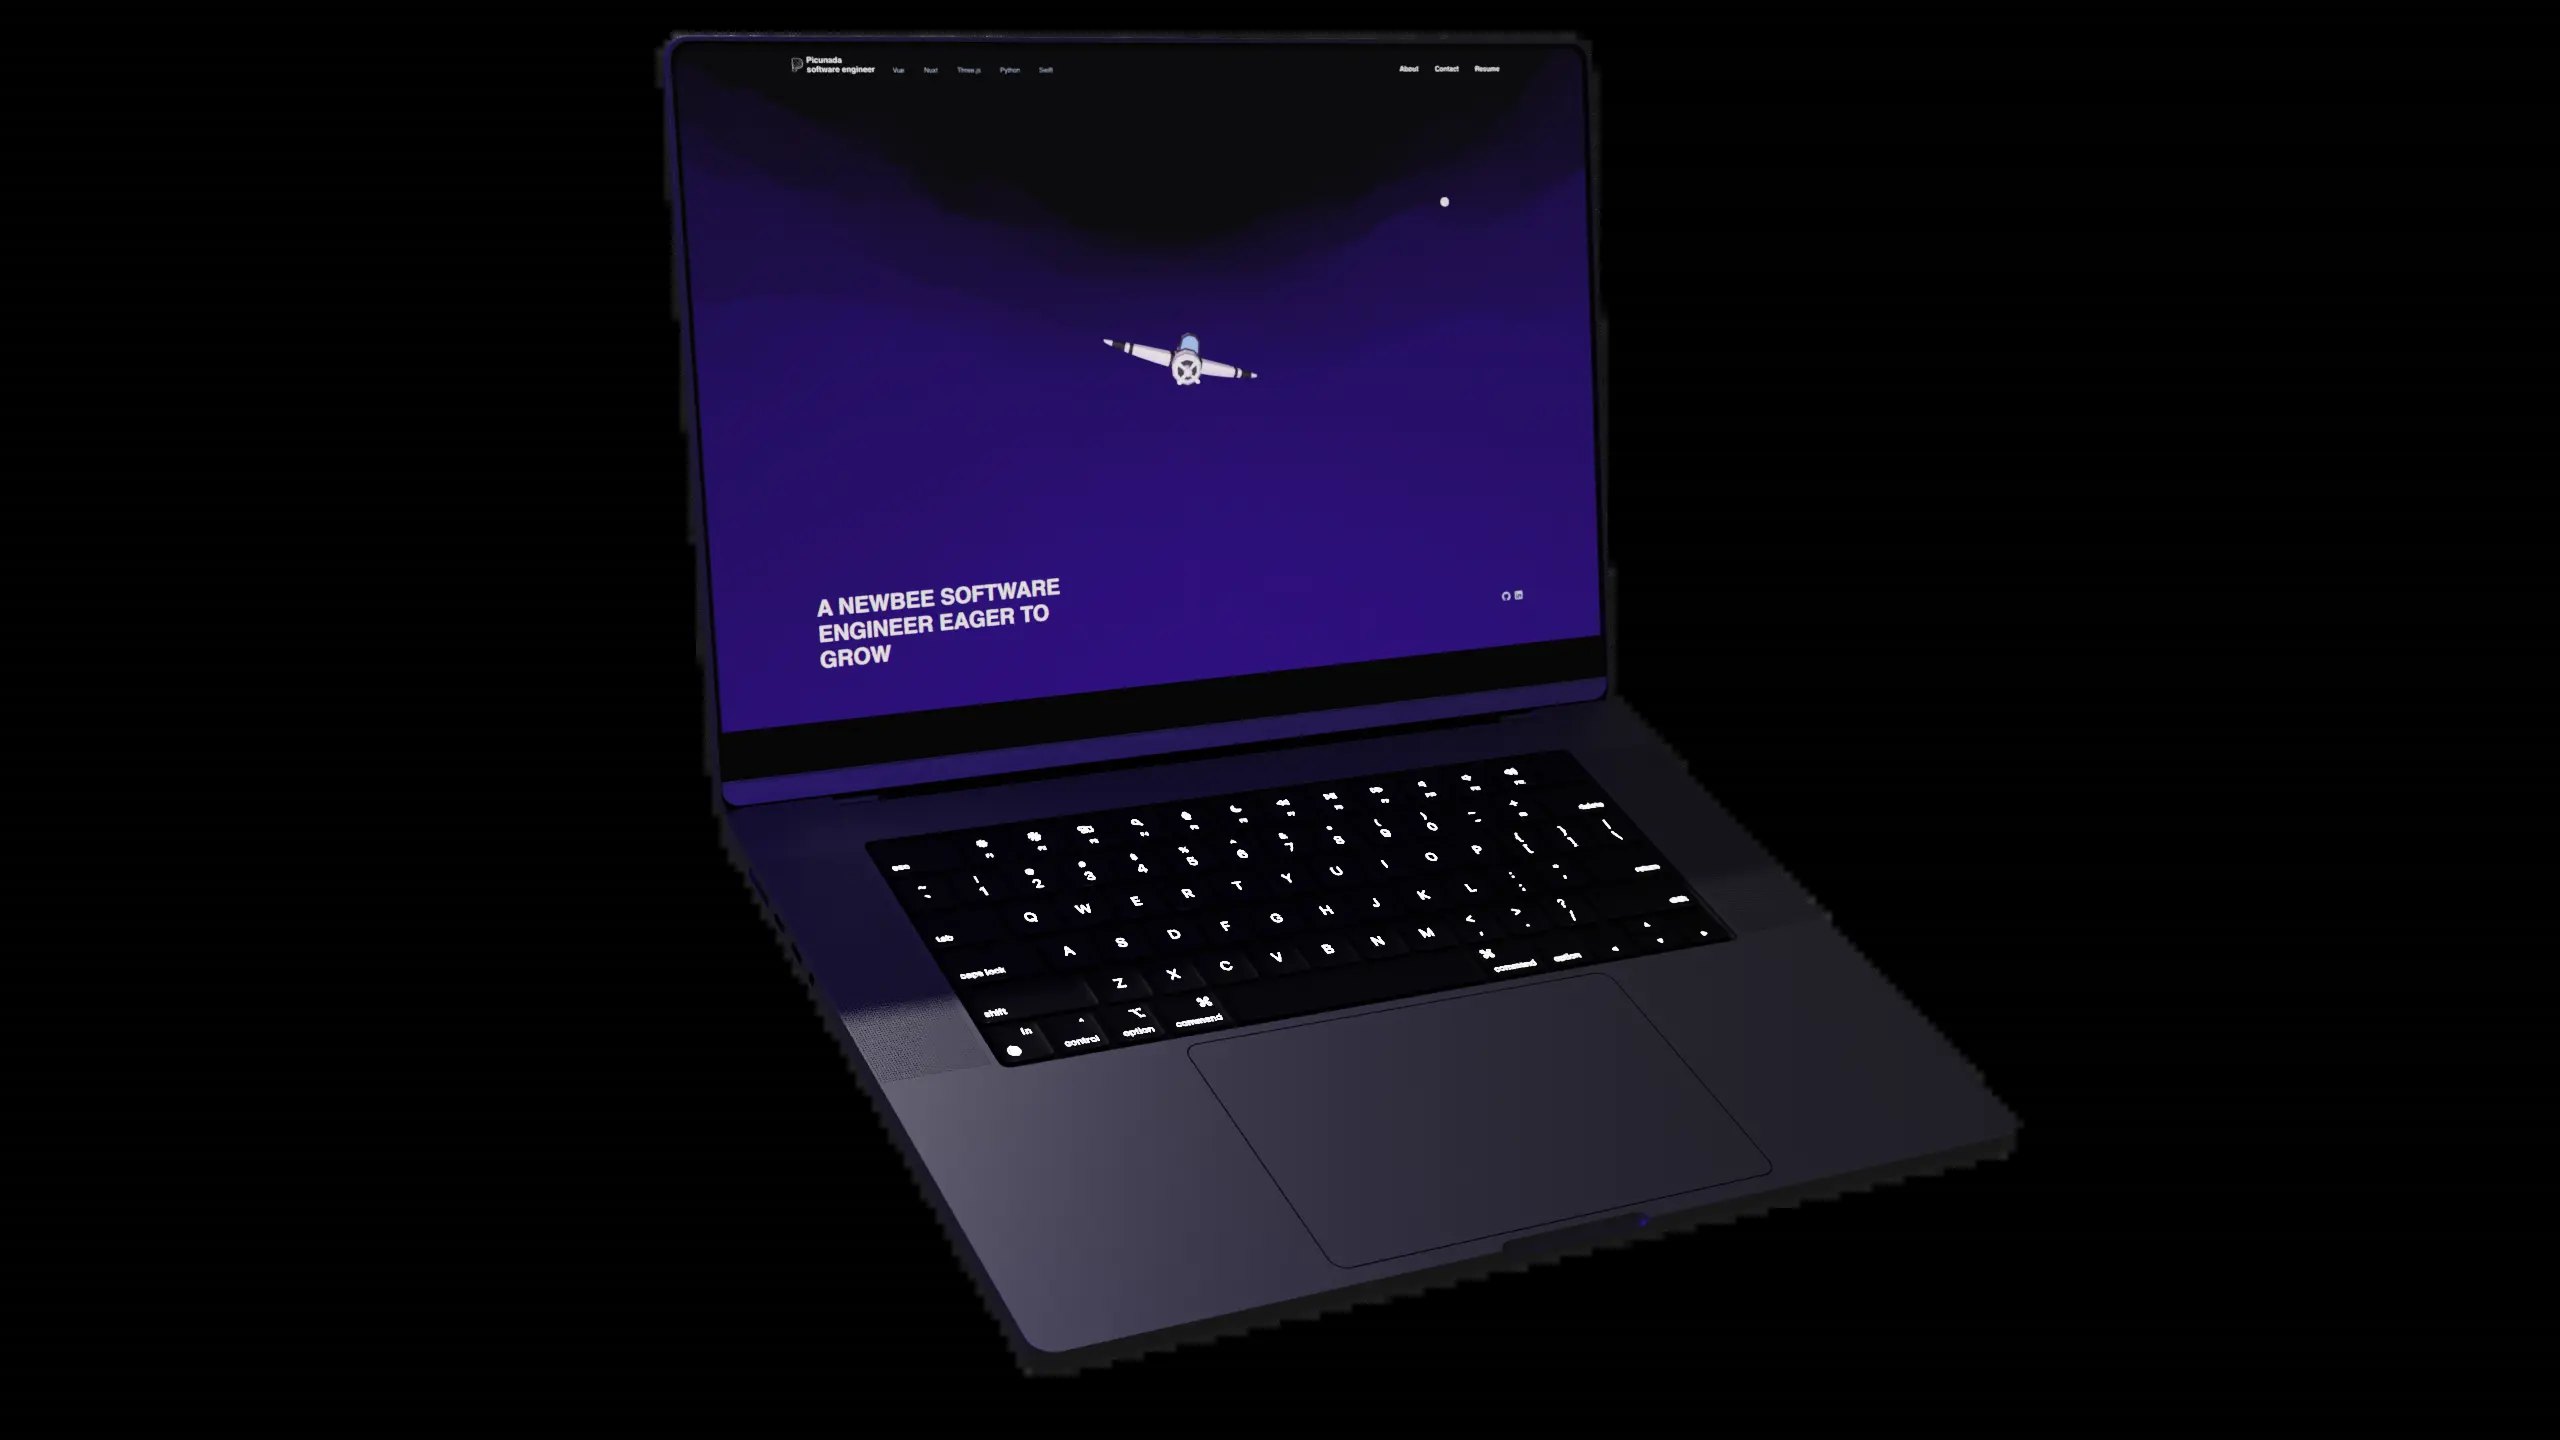 Picunada
software engineer
Vue Nuxt Three.js Python Swift
About Contact Resume
A NEWBEE SOFTWARE
ENGINEER EAGER TO
GROW
esc
~ ! 1 2 3 $ 4 % 5 ^ 6 & 7 8 ( 9 ) 0
delete
tab Q W E R T Y U I O P { [ } ] | \
caps lock A S D F G H J K L : ;
return
shift Z X C V B N M < , > . ? /
shift
fn control option command
command option